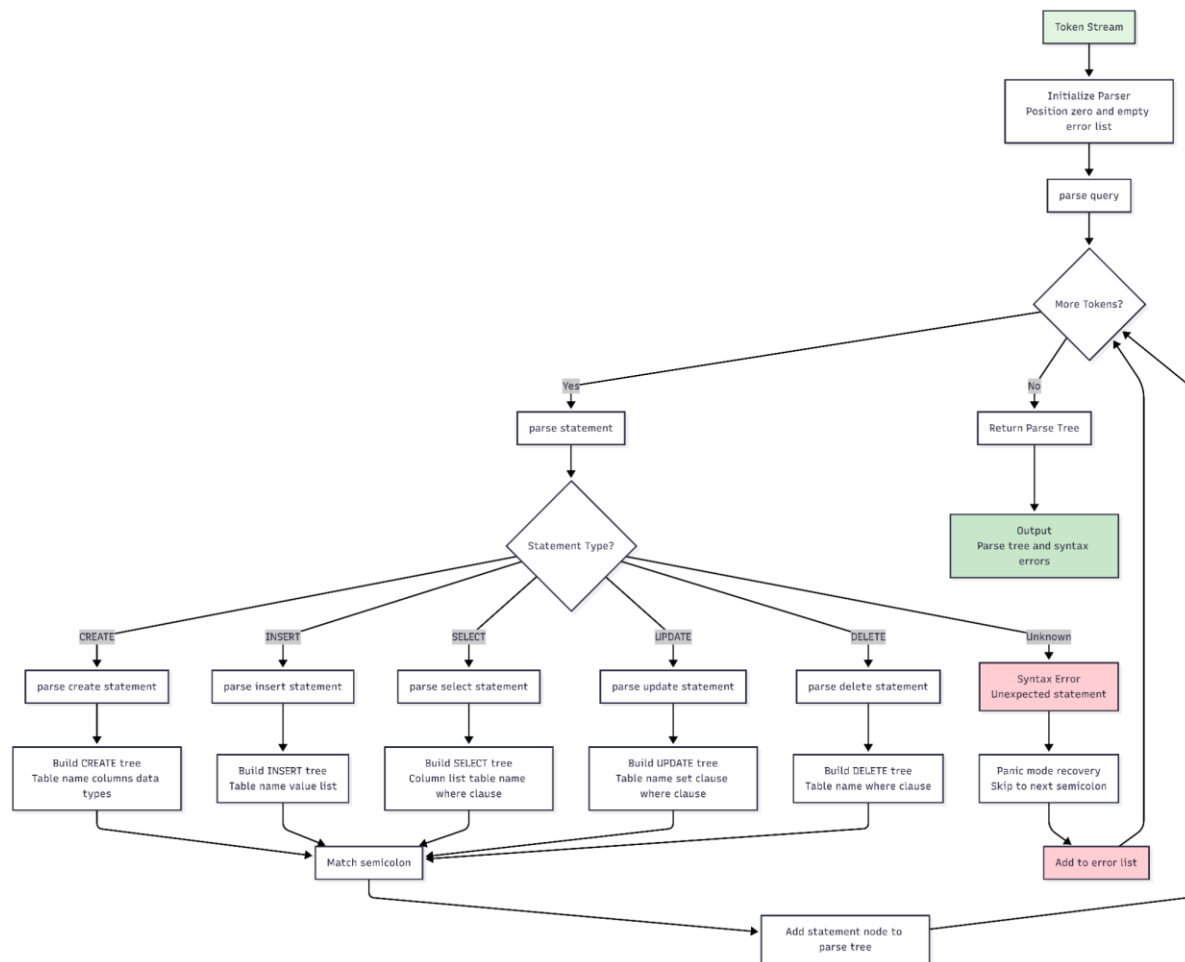 Token Stream
Initialize Parser
Position zero and empty
error list
parse query
More Tokens?
Yes
No
parse statement
Return Parse Tree
Statement Type?
Output
Parse tree and syntax
errors
CREATE
INSERT
SELECT
UPDATE
DELETE
Unknown
parse create statement
parse insert statement
parse select statement
parse update statement
parse delete statement
Syntax Error
Unexpected statement
Build CREATE tree
Table name columns data
types
Build INSERT tree
Table name value list
Build SELECT tree
Column list table name
where clause
Build UPDATE tree
Table name set clause
where clause
Build DELETE tree
Table name where clause
Panic mode recovery
Skip to next semicolon
Match semicolon
Add to error list
Add statement node to
parse tree